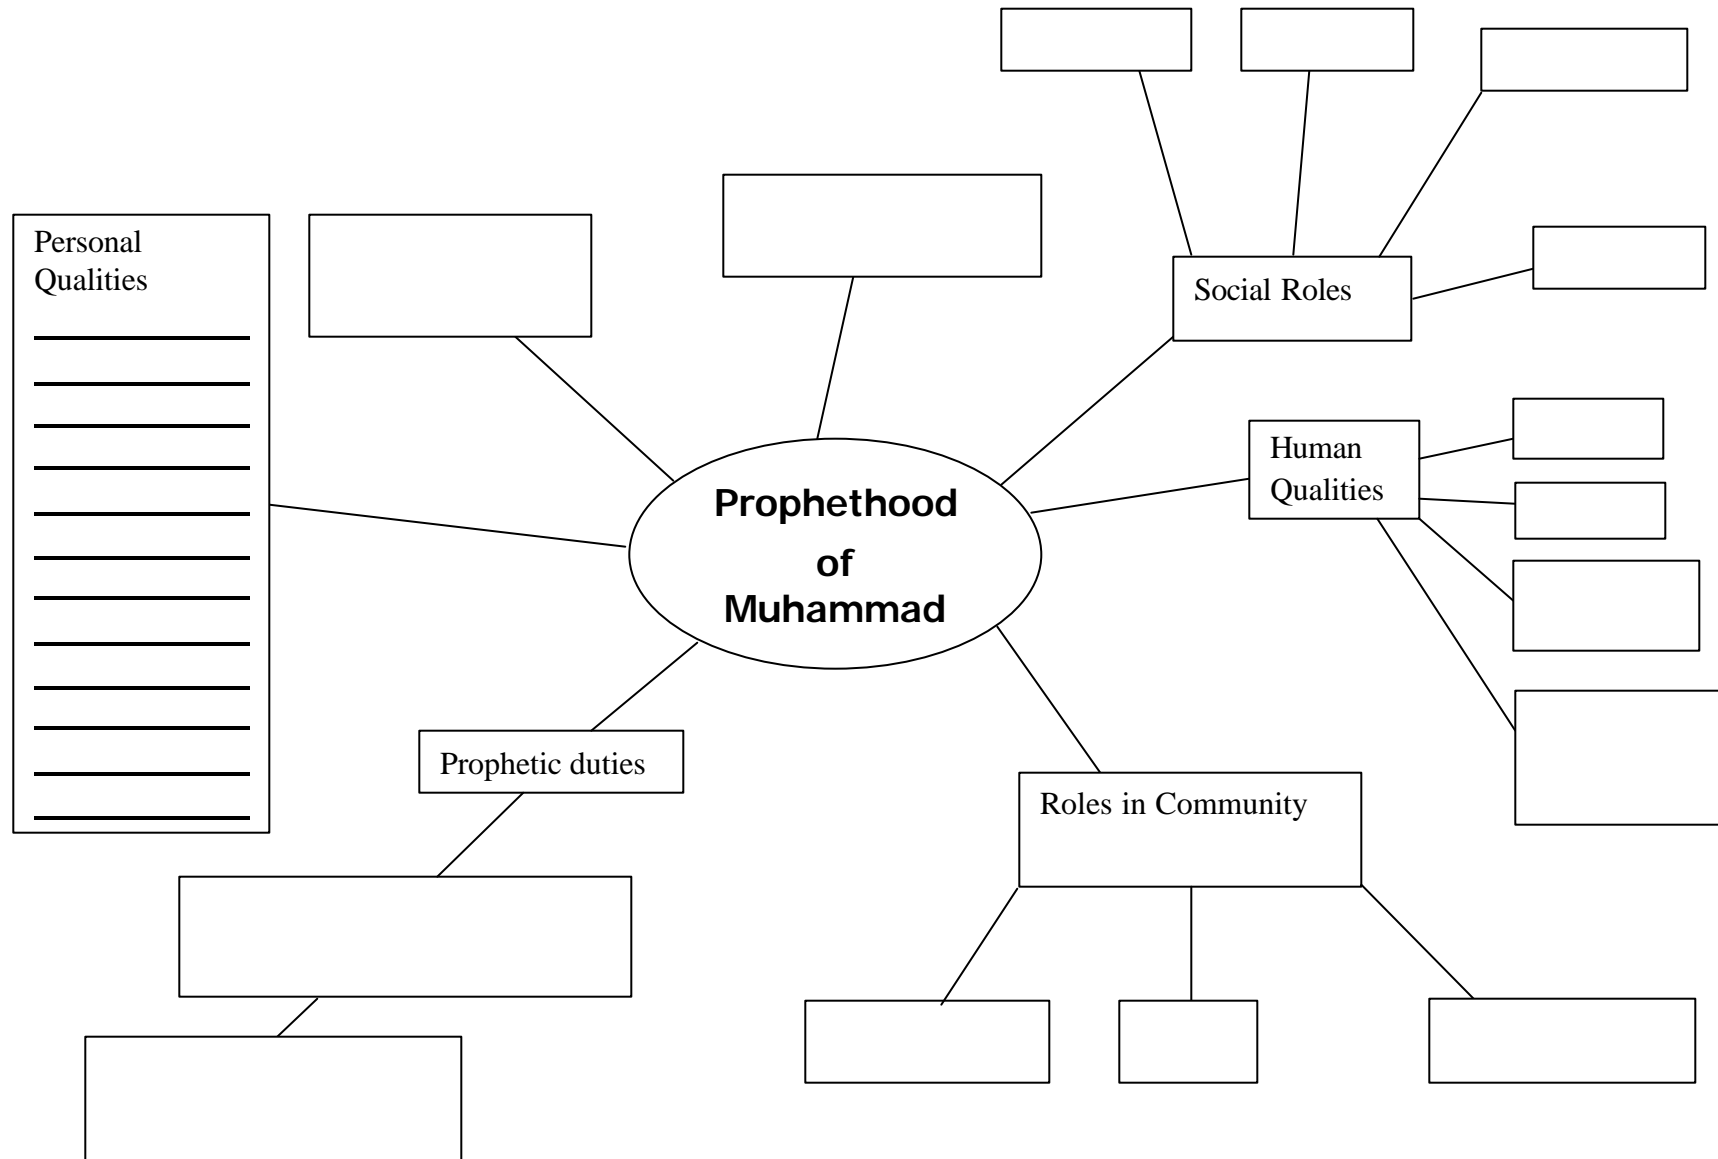 Personal
Qualities
Social Roles
Human
Qualities
Prophethood
of
Muhammad
Prophetic duties
Roles in Community